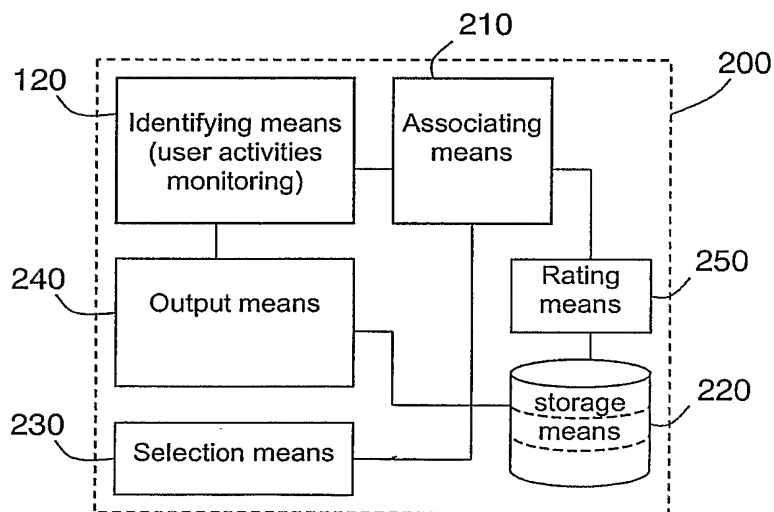 210
120
200
Identifying means
(user activities
monitoring)
Associating
means
240
Output means
Rating
means
250
storage
means
220
230
Selection means